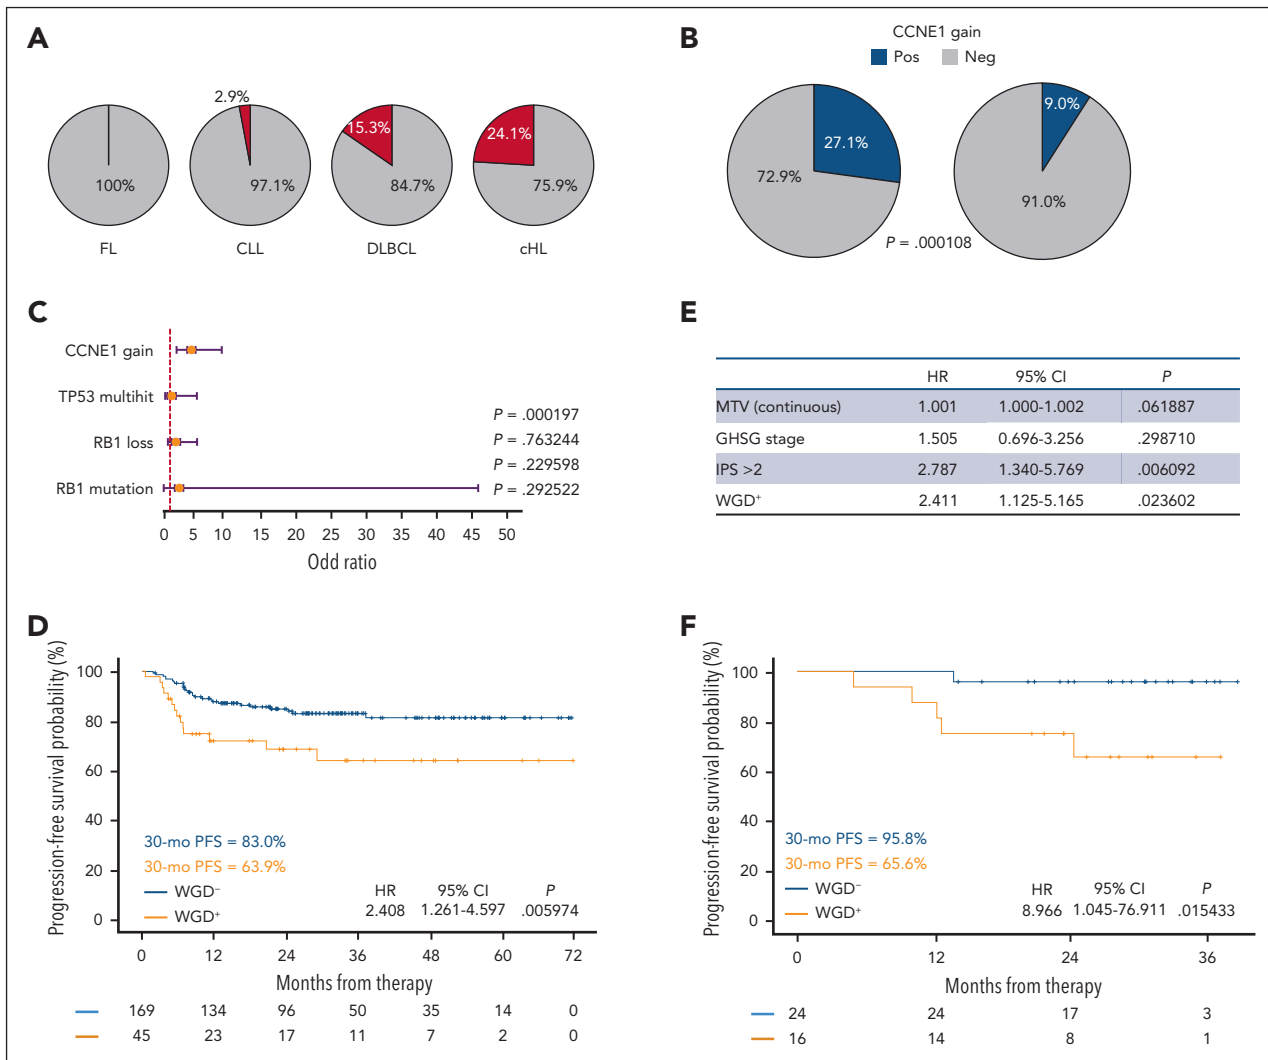 A
2.9%
15.3%
24.1%
100%
97.1%
84.7%
75.9%
FL
CLL
DLBCL
cHL
B
CCNE1 gain
Pos
Neg
27.1%
72.9%
9.0%
91.0%
P = .000108
C
CCNE1 gain
TP53 multihit
RB1 loss
RB1 mutation
P = .000197
P = .763244
P = .229598
P = .292522
0 5 10 15 20 25 30 35 40 45 50
Odd ratio
E
HR 95% CI P
MTV (continuous) 1.001 1.000-1.002 .061887
GHSG stage 1.505 0.696-3.256 .298710
IPS >2 2.787 1.340-5.769 .006092
WGD+ 2.411 1.125-5.165 .023602
D
Progression-free survival probability (%)
100
80
60
40
20
0
30-mo PFS = 83.0%
30-mo PFS = 63.9%
WGD−
WGD+
HR 95% CI P
2.408 1.261-4.597 .005974
0 12 24 36 48 60 72
Months from therapy
169 134 96 50 35 14 0
45 23 17 11 7 2 0
F
Progression-free survival probability (%)
100
80
60
40
20
0
30-mo PFS = 95.8%
30-mo PFS = 65.6%
WGD−
WGD+
HR 95% CI P
8.966 1.045-76.911 .015433
0 12 24 36
Months from therapy
24 24 17 3
16 14 8 1